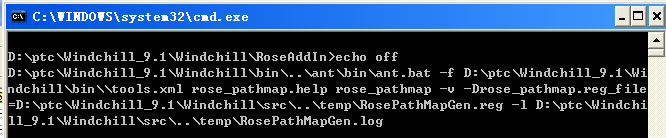 C:\WINDOWS\system32\cmd.exe
D:\ptc\Windchill_9.1\Windchill\RoseAddIn>echo off
D:\ptc\Windchill_9.1\Windchill\bin\..\ant\bin\ant.bat -f D:\ptc\Windchill_9.1\Wi
ndchill\bin\\tools.xml rose_pathmap.help rose_pathmap -v -Drose_pathmap.reg_file
=D:\ptc\Windchill_9.1\Windchill\src\..\temp\RosePathMapGen.reg -l D:\ptc\Windchi
ll_9.1\Windchill\src\..\temp\RosePathMapGen.log